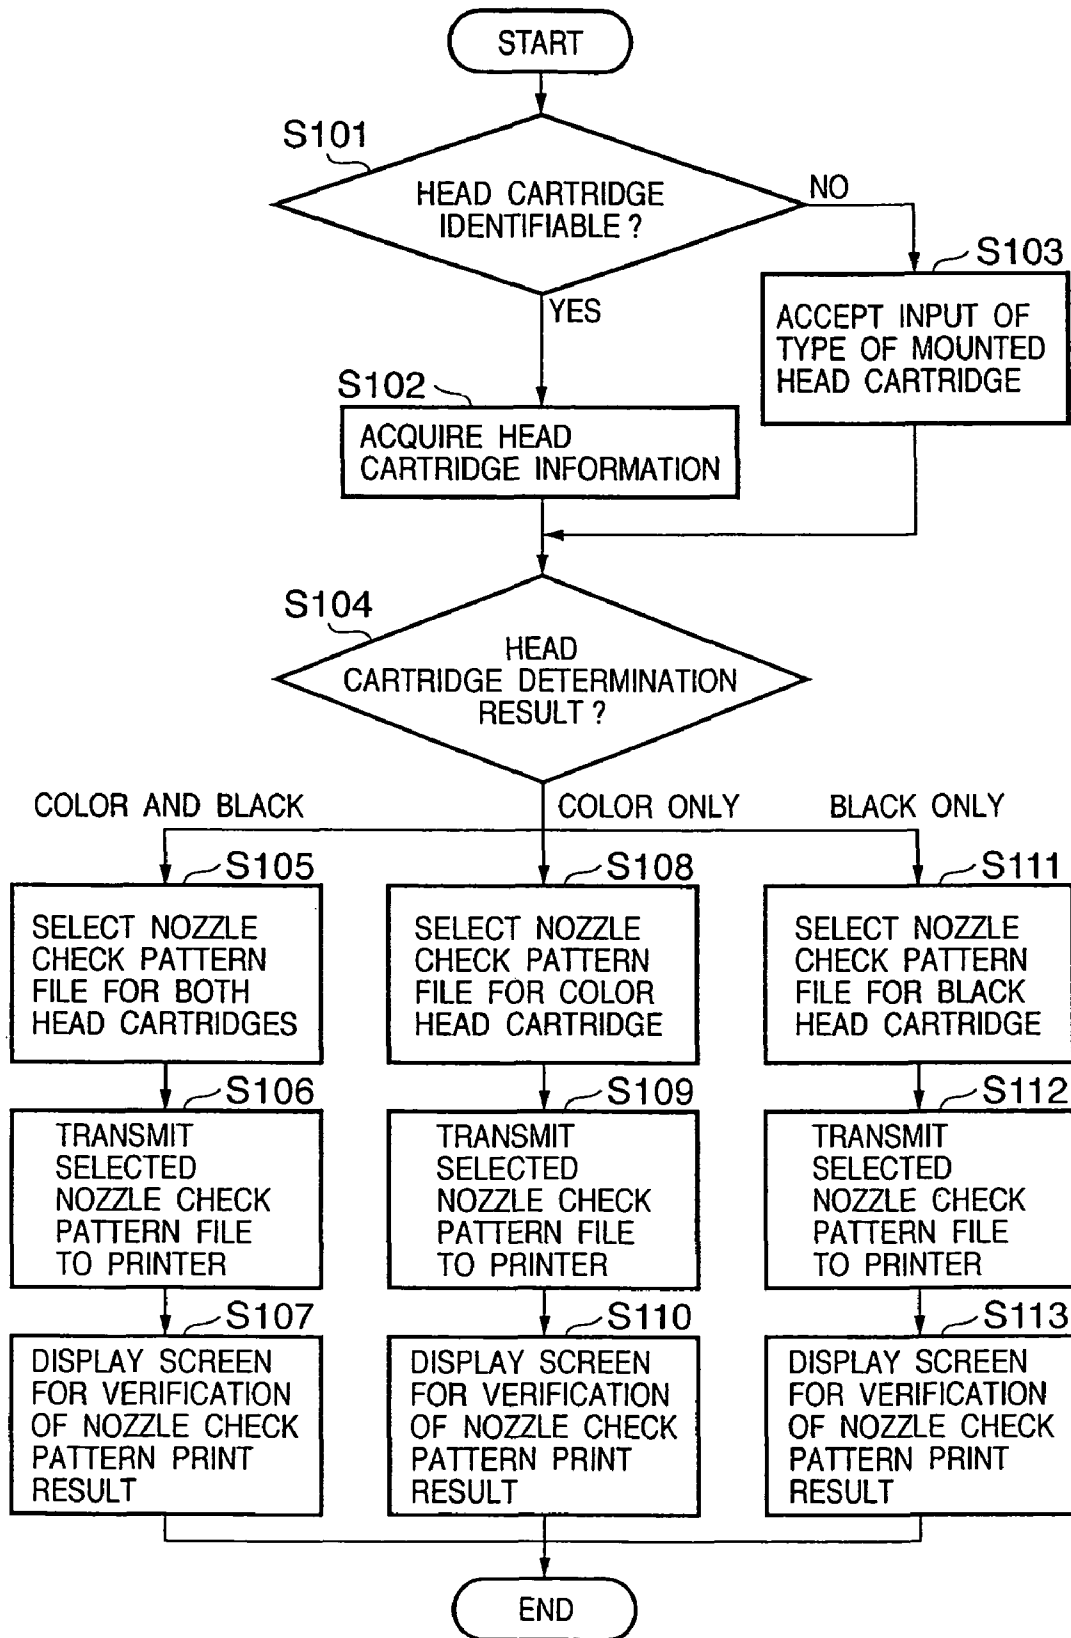 START
S101
HEAD CARTRIDGE
IDENTIFIABLE ?
NO
YES
S103
ACCEPT INPUT OF
TYPE OF MOUNTED
HEAD CARTRIDGE
S102
ACQUIRE HEAD
CARTRIDGE INFORMATION
S104
HEAD
CARTRIDGE DETERMINATION
RESULT ?
COLOR AND BLACK
COLOR ONLY
BLACK ONLY
S105
SELECT NOZZLE
CHECK PATTERN
FILE FOR BOTH
HEAD CARTRIDGES
S108
SELECT NOZZLE
CHECK PATTERN
FILE FOR COLOR
HEAD CARTRIDGE
S111
SELECT NOZZLE
CHECK PATTERN
FILE FOR BLACK
HEAD CARTRIDGE
S106
TRANSMIT
SELECTED
NOZZLE CHECK
PATTERN FILE
TO PRINTER
S109
TRANSMIT
SELECTED
NOZZLE CHECK
PATTERN FILE
TO PRINTER
S112
TRANSMIT
SELECTED
NOZZLE CHECK
PATTERN FILE
TO PRINTER
S107
DISPLAY SCREEN
FOR VERIFICATION
OF NOZZLE CHECK
PATTERN PRINT
RESULT
S110
DISPLAY SCREEN
FOR VERIFICATION
OF NOZZLE CHECK
PATTERN PRINT
RESULT
S113
DISPLAY SCREEN
FOR VERIFICATION
OF NOZZLE CHECK
PATTERN PRINT
RESULT
END